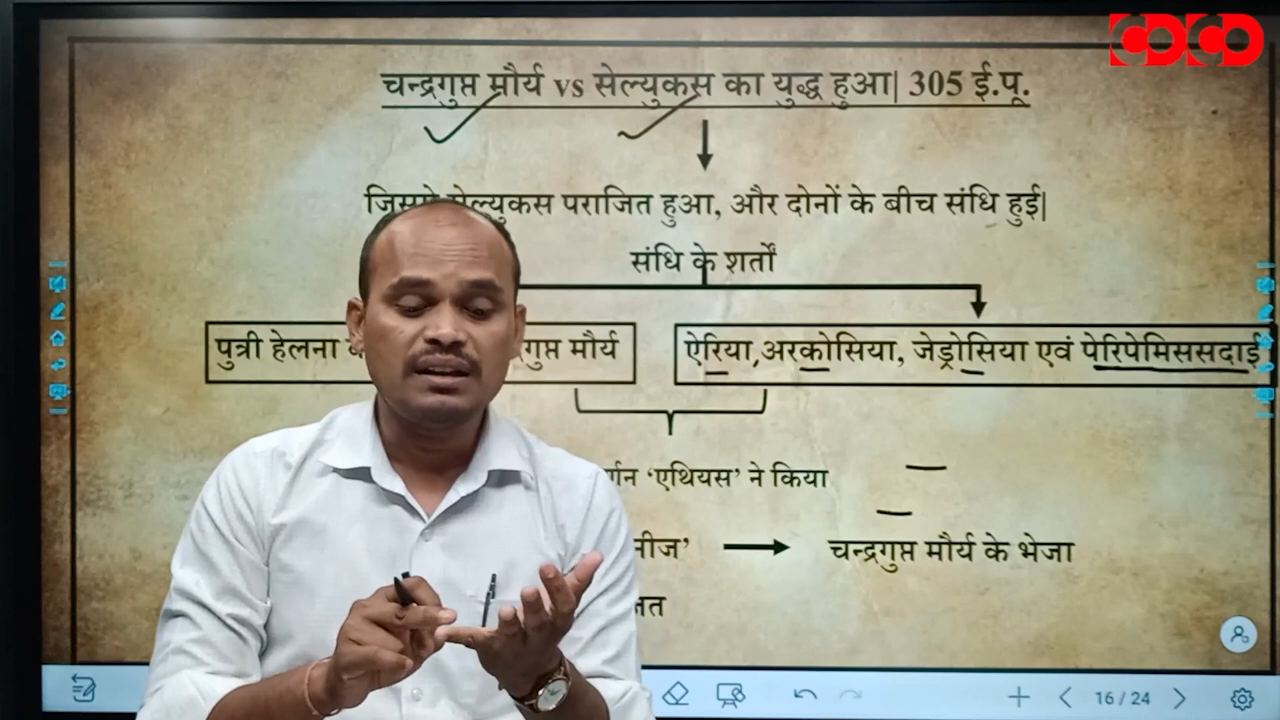 CDCD
चन्द्रगुप्त मौर्य vs सेल्युकस का युद्ध हुआ| 305 ई.पू.
सेल्युकस पराजित हुआ, और दोनों के बीच संधि हुई|
संधि के शर्तों
पुत्री हेलना मौर्य
ऐरिया,अरकोसिया, जेड्रोसिया एवं पेरिपेमिससदाई
‘एथियस’ ने किया
चन्द्रगुप्त मौर्य के भेजा
16 / 24